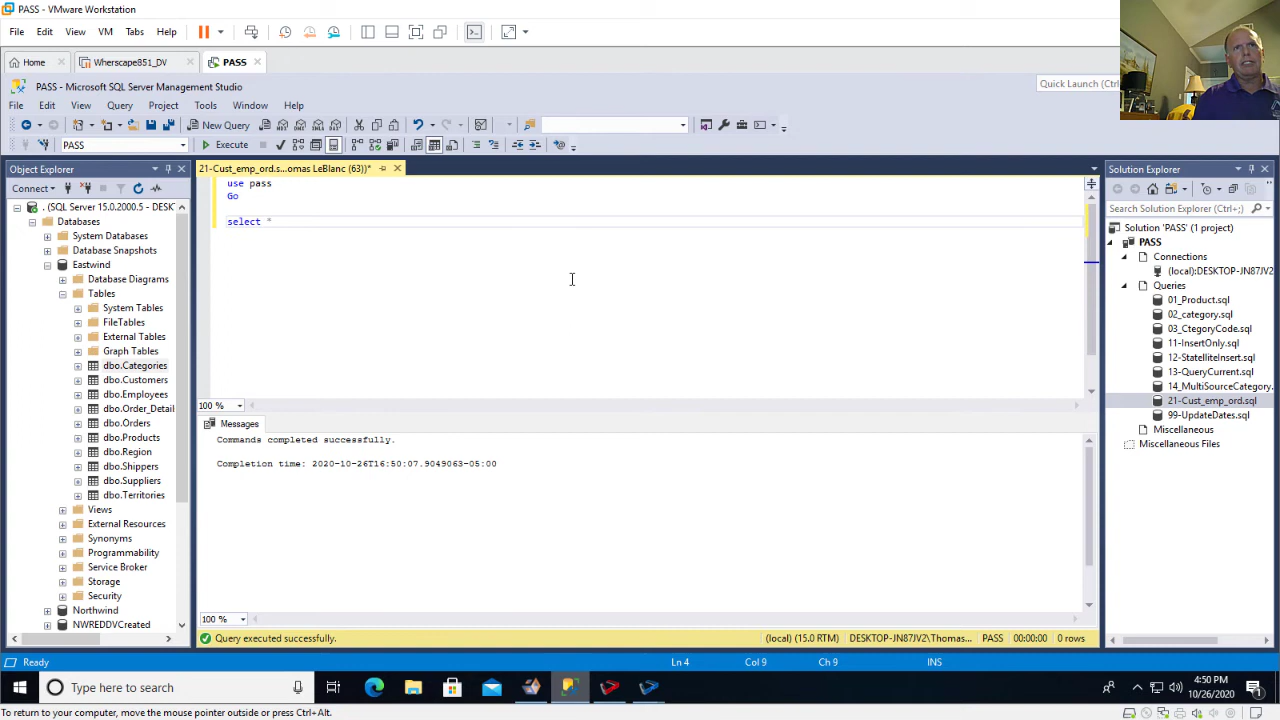 PASS - VMware Workstation
File Edit View VM Tabs Help
Home
Wherscape851_DV
PASS
PASS - Microsoft SQL Server Management Studio
Quick Launch (Ctrl
File Edit View Query Project Tools Window Help
New Query
PASS
Execute
Object Explorer
Connect
. (SQL Server 15.0.2000.5 - DESK
Databases
System Databases
Database Snapshots
Eastwind
Database Diagrams
Tables
System Tables
FileTables
External Tables
Graph Tables
dbo.Categories
dbo.Customers
dbo.Employees
dbo.Order_Detail
dbo.Orders
dbo.Products
dbo.Region
dbo.Shippers
dbo.Suppliers
dbo.Territories
Views
External Resources
Synonyms
Programmability
Service Broker
Storage
Security
Northwind
NWREDDVCreated
21-Cust_emp_ord.s...omas LeBlanc (63))*
use pass
Go
select *
100 %
Messages
Commands completed successfully.
Completion time: 2020-10-26T16:50:07.9049063-05:00
100 %
Query executed successfully.
(local) (15.0 RTM)
DESKTOP-JN87JV2\Thomas...
PASS
00:00:00
0 rows
Solution Explorer
Search Solution Explorer (Ctrl+;)
Solution 'PASS' (1 project)
PASS
Connections
(local):DESKTOP-JN87JV2
Queries
01_Product.sql
02_category.sql
03_CtegoryCode.sql
11-InsertOnly.sql
12-StatelliteInsert.sql
13-QueryCurrent.sql
14_MultiSourceCategory.
21-Cust_emp_ord.sql
99-UpdateDates.sql
Miscellaneous
Miscellaneous Files
Ready
Ln 4
Col 9
Ch 9
INS
Type here to search
4:50 PM
10/26/2020
1
To return to your computer, move the mouse pointer outside or press Ctrl+Alt.